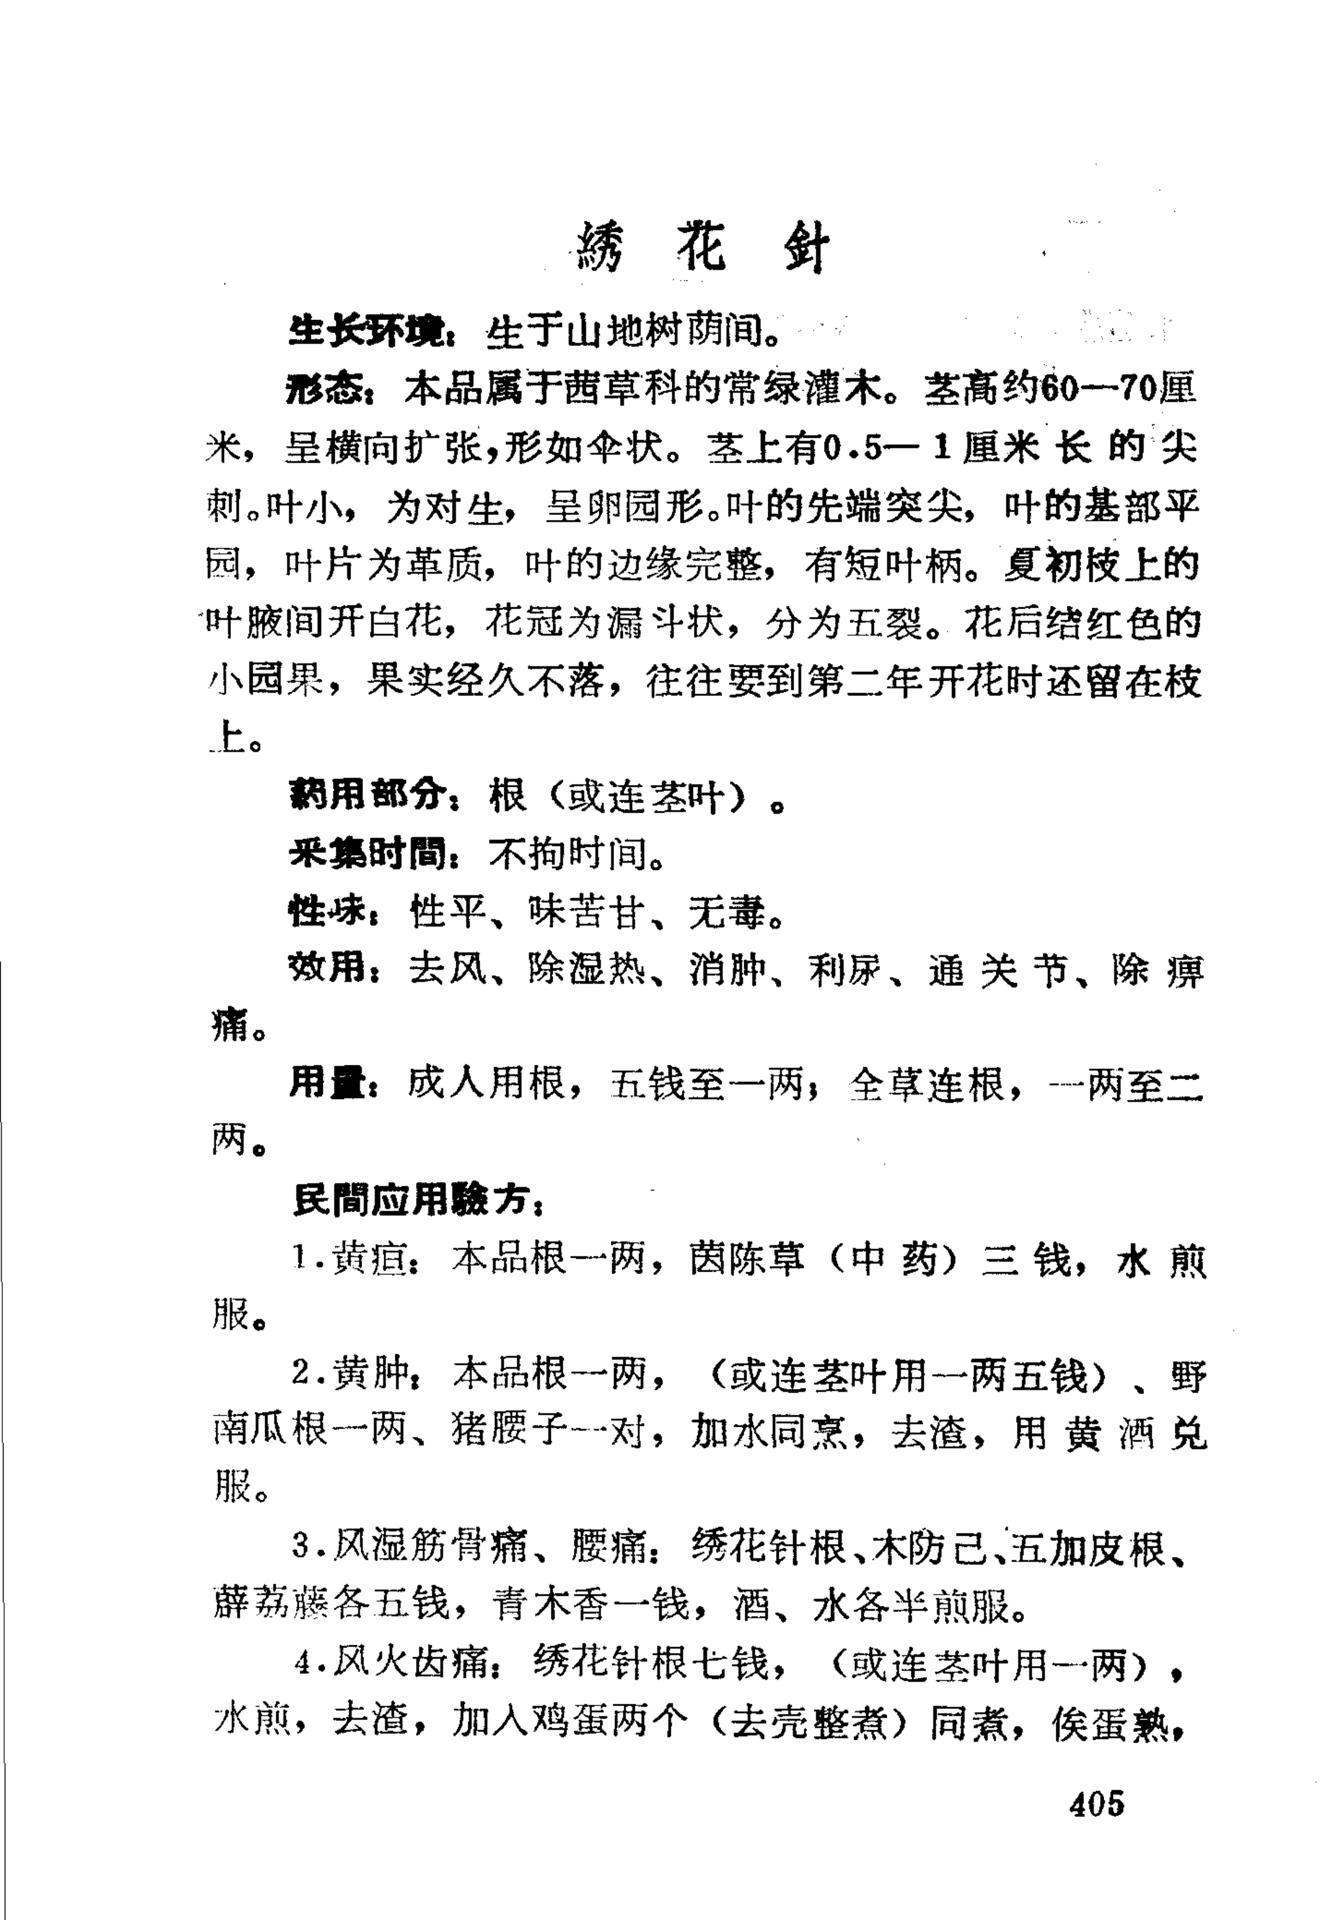 綉花針
生长环境：生于山地树荫间。
形态：本品属于茜草科的常绿灌木。茎高约60—70厘
米，呈横向扩张，形如伞状。茎上有0.5—1厘米长的尖
刺。叶小，为对生，呈卵园形。叶的先端突尖，叶的基部平
园，叶片为革质，叶的边缘完整，有短叶柄。夏初枝上的
叶腋间开白花，花冠为漏斗状，分为五裂。花后结红色的
小园果，果实经久不落，往往要到第二年开花时还留在枝
上。
药用部分：根（或连茎叶）。
采集时間：不拘时间。
性味：性平、味苦甘、无毒。
效用：去风、除湿热、消肿、利尿、通关节、除痹
痛。
用量：成人用根，五钱至一两；全草连根，一两至二
两。
民間应用驗方：
1.黄疸：本品根一两，茵陈草（中药）三钱，水煎
服。
2.黄肿：本品根一两，（或连茎叶用一两五钱）、野
南瓜根一两、猪腰子一对，加水同烹，去渣，用黄酒兑
服。
3.风湿筋骨痛、腰痛：绣花针根、木防己、五加皮根、
薜荔藤各五钱，青木香一钱，酒、水各半煎服。
4.风火齿痛：绣花针根七钱，（或连茎叶用一两），
水煎，去渣，加入鸡蛋两个（去壳整煮）同煮，俟蛋熟，
405